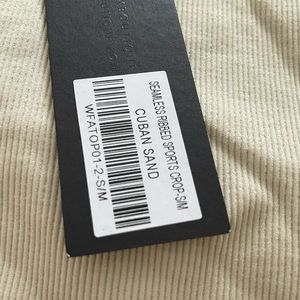 SEAMLESS RIBBED SPORTS CROP-S/M
CUBAN SAND
WFATOP01-2-S/M